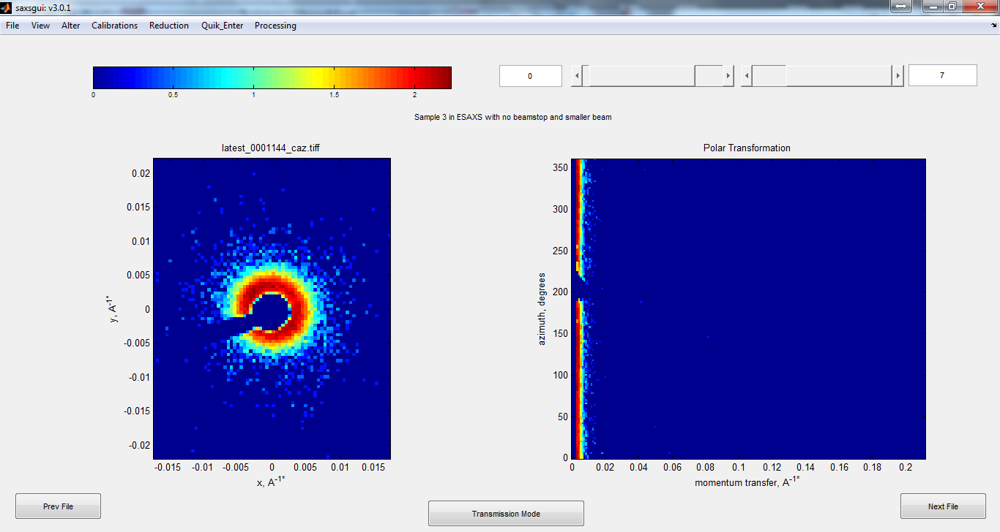 saxsgui: v3.0.1
File View Alter Calibrations Reduction Quik_Enter Processing
0 0.5 1 1.5 2
0
7
Sample 3 in ESAXS with no beamstop and smaller beam
latest_0001144_caz.tiff
0.02
0.015
0.01
0.005
0
-0.005
-0.01
-0.015
-0.02
y, A-1*
-0.015 -0.01 -0.005 0 0.005 0.01 0.015
x, A-1*
Polar Transformation
350
300
250
200
150
100
50
0
azimuth, degrees
0 0.02 0.04 0.06 0.08 0.1 0.12 0.14 0.16 0.18 0.2
momentum transfer, A-1*
Prev File
Transmission Mode
Next File